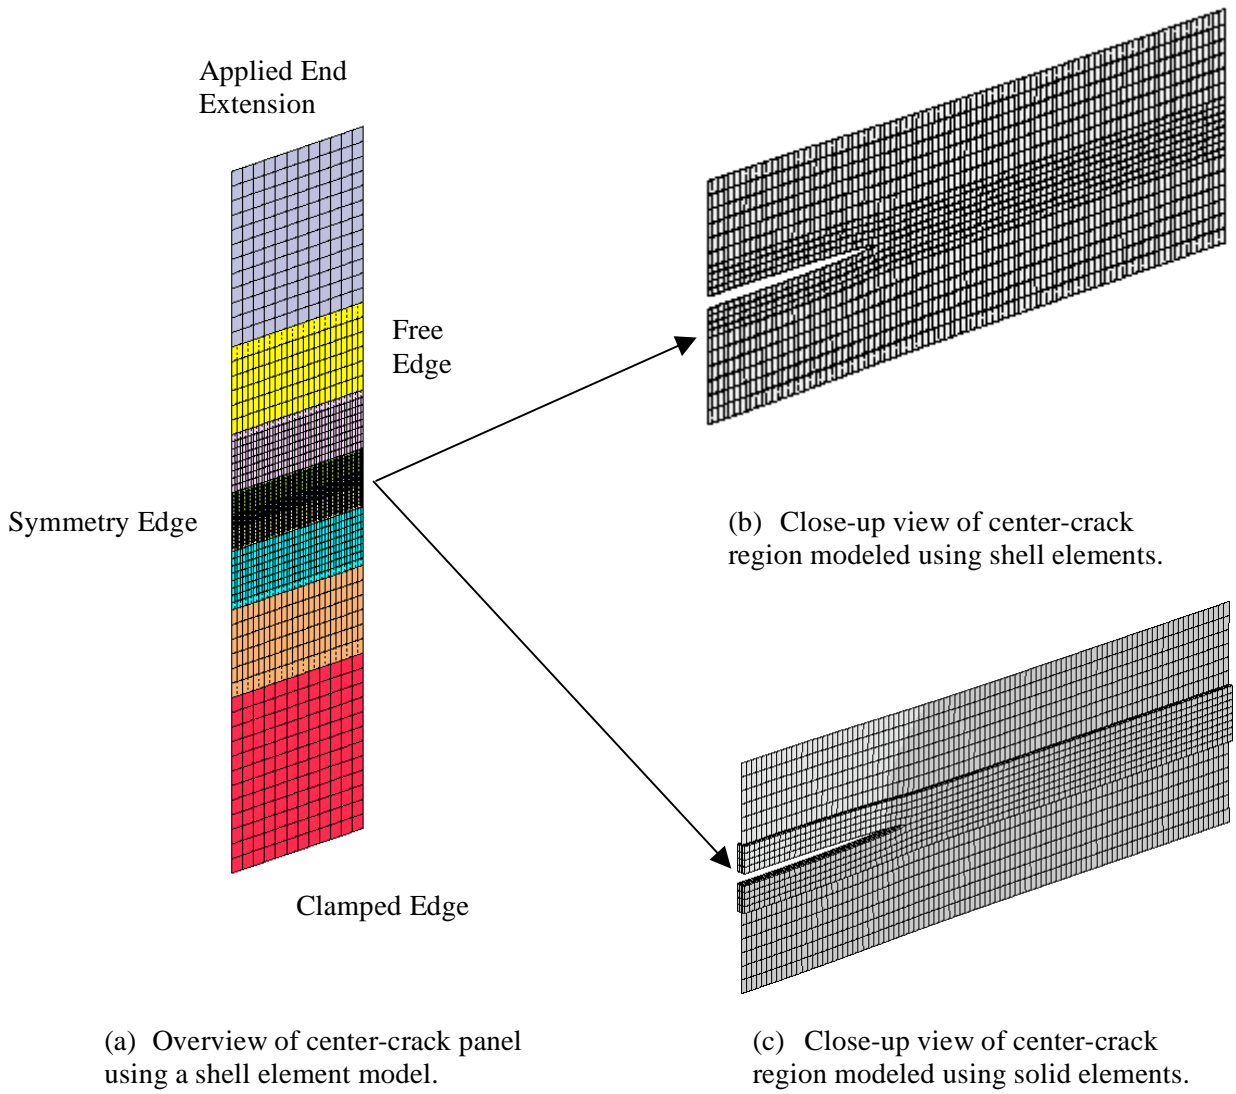 Applied End
Extension
Free
Edge
Symmetry Edge
Clamped Edge
(a) Overview of center-crack panel
using a shell element model.
(b) Close-up view of center-crack
region modeled using shell elements.
(c) Close-up view of center-crack
region modeled using solid elements.